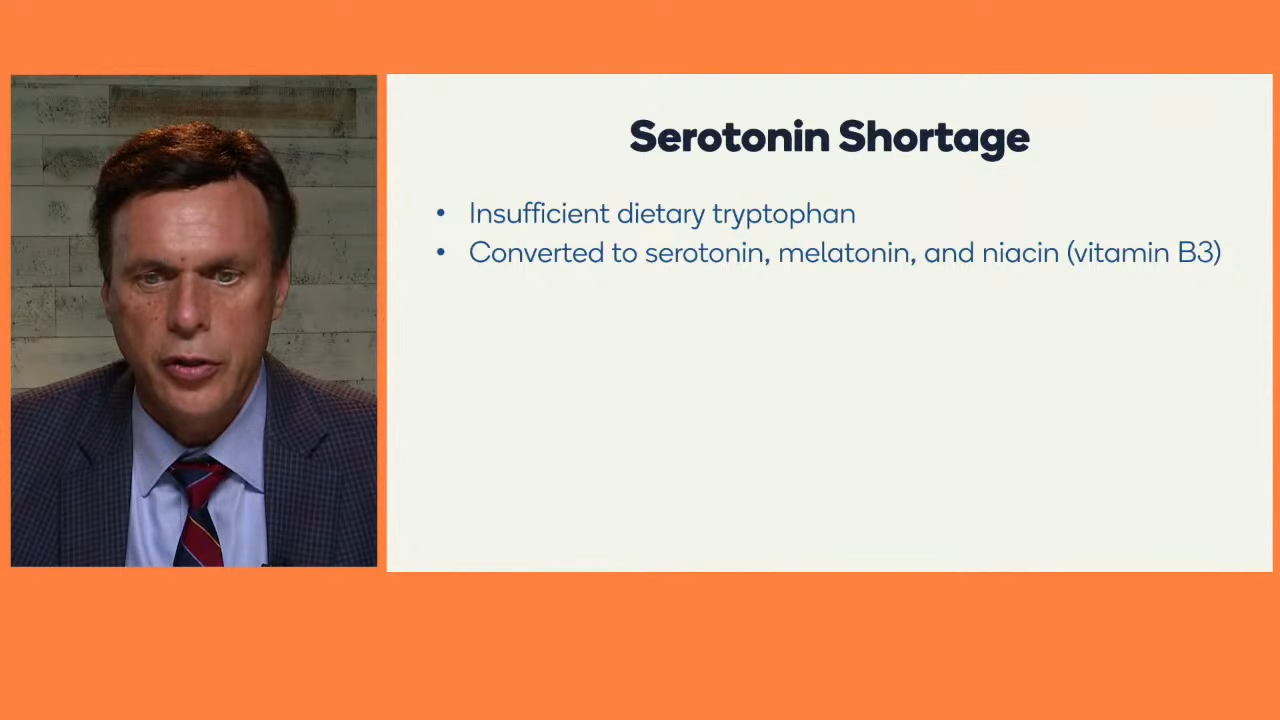 Serotonin Shortage
• Insufficient dietary tryptophan
• Converted to serotonin, melatonin, and niacin (vitamin B3)